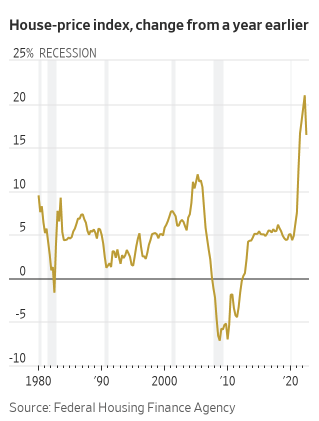 House-price index, change from a year earlier
25% RECESSION
20
15
10
5
0
-5
-10
1980 ’90 2000 ’10 ’20
Source: Federal Housing Finance Agency